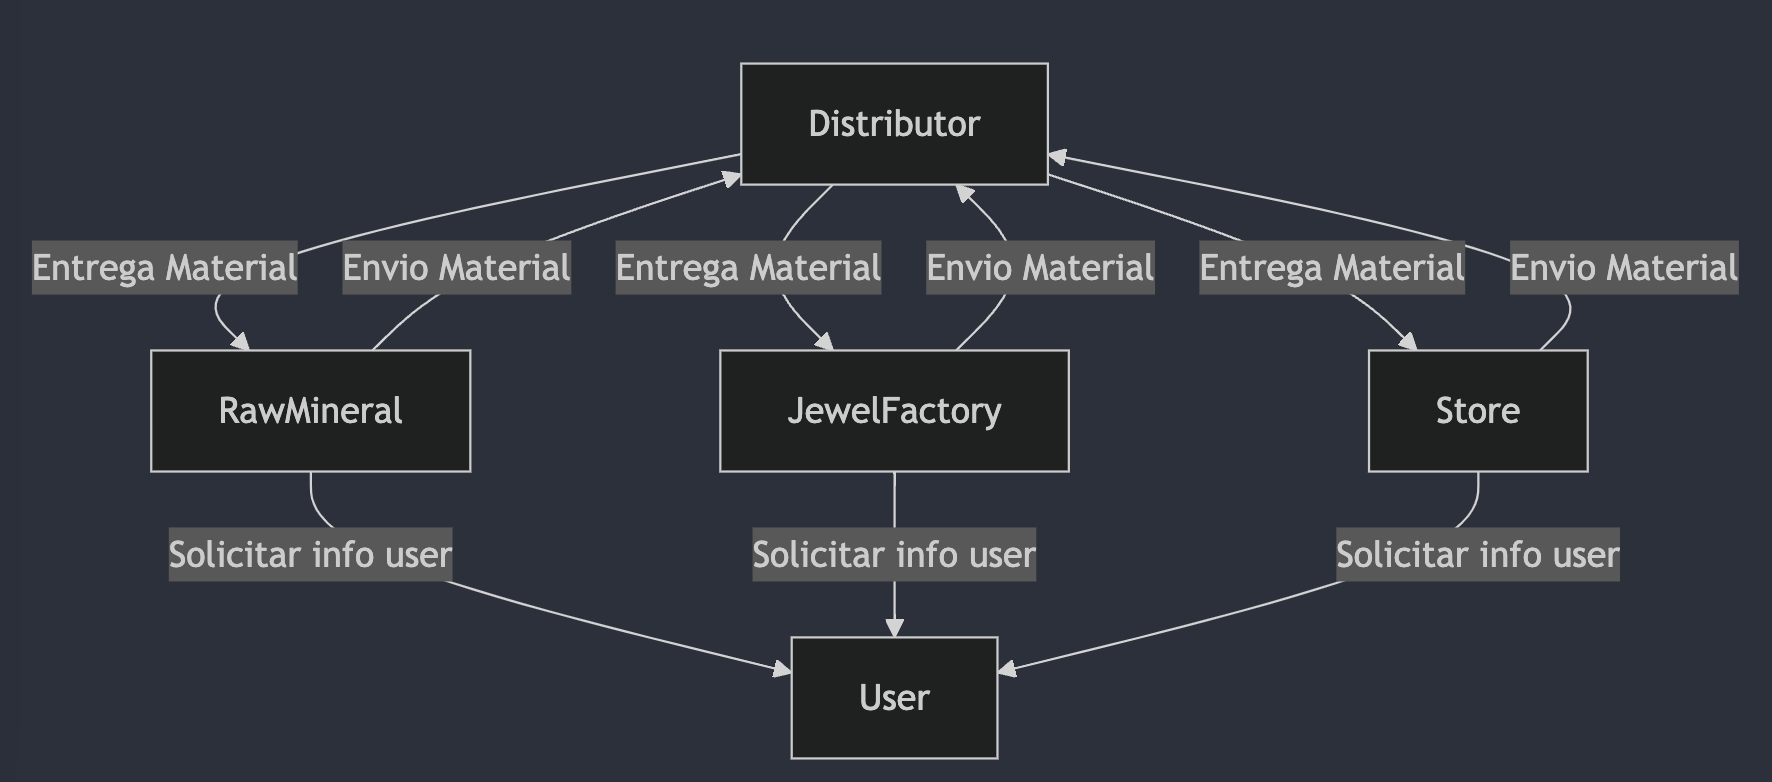 Distributor
Entrega Material
Envio Material
Entrega Material
Envio Material
Entrega Material
Envio Material
RawMineral
JewelFactory
Store
Solicitar info user
Solicitar info user
Solicitar info user
User